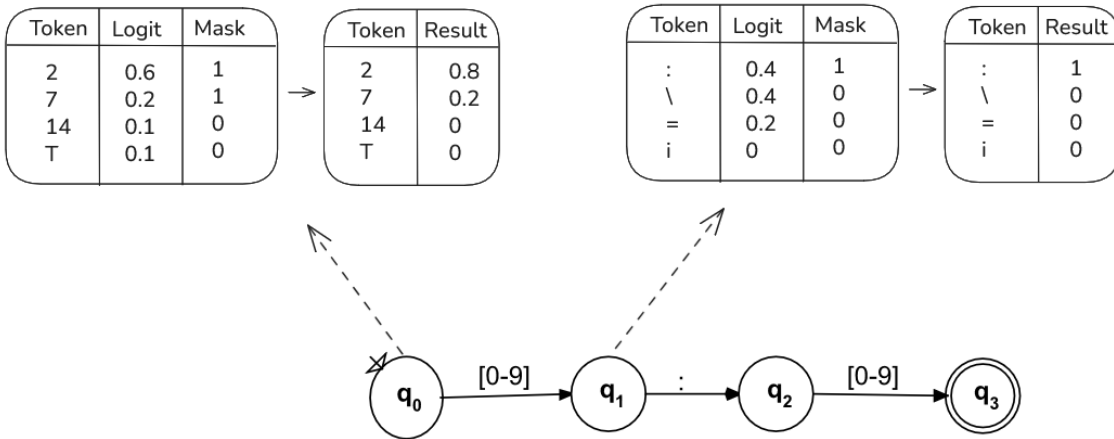 Token Logit Mask
2 0.6 1
7 0.2 1
14 0.1 0
T 0.1 0
Token Result
2 0.8
7 0.2
14 0
T 0
Token Logit Mask
: 0.4 1
\ 0.4 0
= 0.2 0
i 0 0
Token Result
: 1
\ 0
= 0
i 0
[0-9] : [0-9]
q0 q1 q2 q3